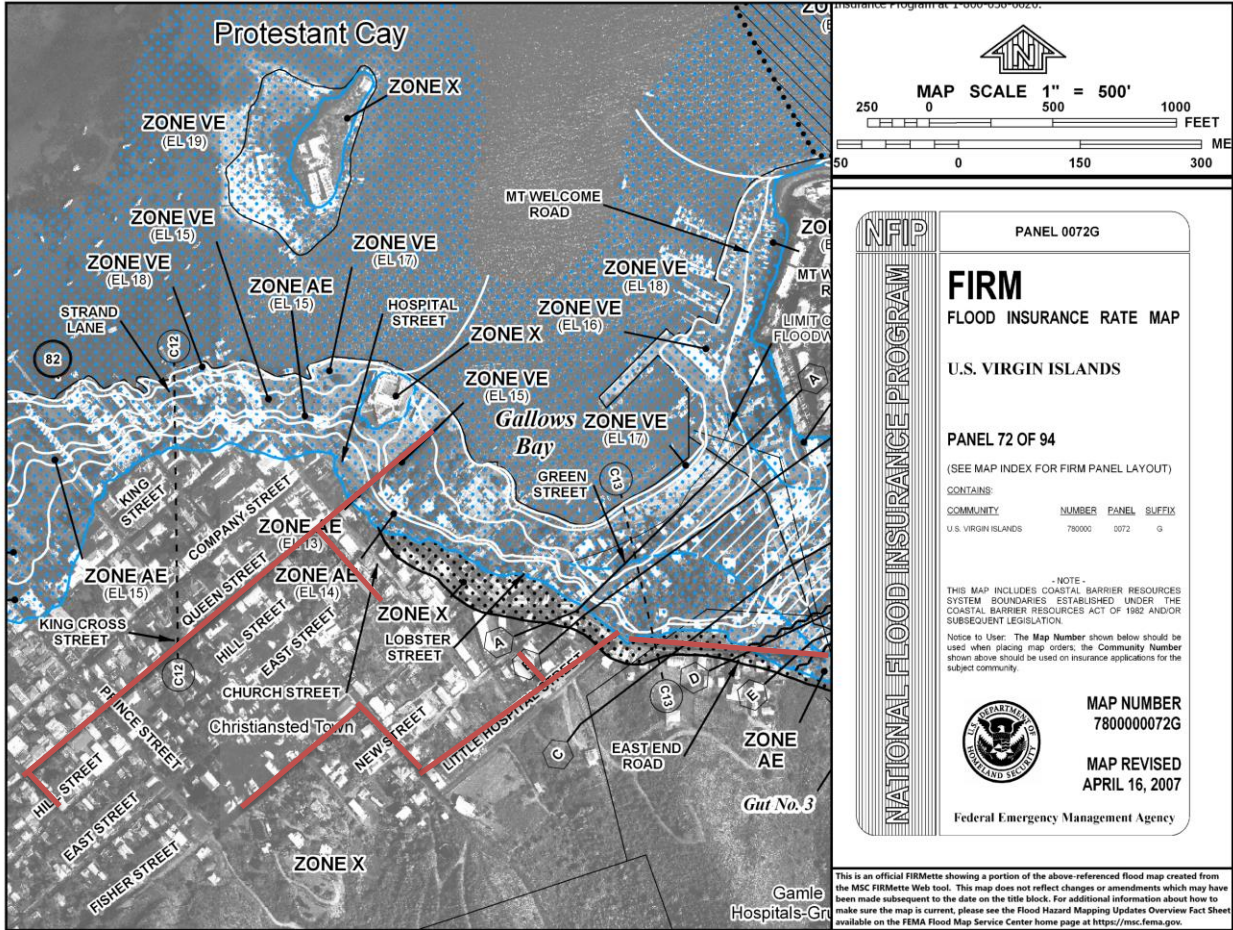 Protestant Cay
ZONE X
ZONE VE
(EL 19)
MT WELCOME
ROAD
ZONE VE
(EL 15)
ZONE VE
(EL 18)
ZONE AE
(EL 15)
ZONE VE
(EL 17)
HOSPITAL
STREET
ZONE X
ZONE VE
(EL 18)
ZONE VE
(EL 16)
STRAND
LANE
82
C12
ZONE VE
(EL 15)
Gallows
Bay
ZONE VE
(EL 17)
GREEN
STREET
C13
A
KING
STREET
COMPANY STREET
ZONE AE
(EL 13)
QUEEN STREET
ZONE AE
(EL 15)
ZONE AE
(EL 14)
KING CROSS
STREET
HILL STREET
EAST STREET
ZONE X
LOBSTER
STREET
A
C12
CHURCH STREET
PRINCE STREET
Christiansted Town
NEW STREET
LITTLE HOSPITAL STREET
C13
D
E
C
EAST END
ROAD
ZONE
AE
Gut No. 3
HILL STREET
EAST STREET
FISHER STREET
ZONE X
Gamle
Insurance Program at 1-800-638-6620.
N
MAP SCALE 1" = 500'
250 0 500 1000
FEET
0 150 300
NFIP
NATIONAL FLOOD INSURANCE PROGRAM
PANEL 0072G
FIRM
FLOOD INSURANCE RATE MAP
U.S. VIRGIN ISLANDS
PANEL 72 OF 94
(SEE MAP INDEX FOR FIRM PANEL LAYOUT)
CONTAINS:
COMMUNITY NUMBER PANEL SUFFIX
U.S. VIRGIN ISLANDS 780000 0072 G
- NOTE -
THIS MAP INCLUDES COASTAL BARRIER RESOURCES
SYSTEM BOUNDARIES ESTABLISHED UNDER THE
COASTAL BARRIER RESOURCES ACT OF 1982 AND/OR
SUBSEQUENT LEGISLATION.
Notice to User: The Map Number shown below should be
used when placing map orders; the Community Number
shown above should be used on insurance applications for the
subject community.
U.S. DEPARTMENT OF
HOMELAND SECURITY
MAP NUMBER
7800000072G
MAP REVISED
APRIL 16, 2007
Federal Emergency Management Agency
This is an official FIRMette showing a portion of the above-referenced flood map created from
the MSC FIRMette Web tool. This map does not reflect changes or amendments which may have
been made subsequent to the date on the title block. For additional information about how to
make sure the map is current, please see the Flood Hazard Mapping Updates Overview Fact Sheet
available on the FEMA Flood Map Service Center home page at https://msc.fema.gov.